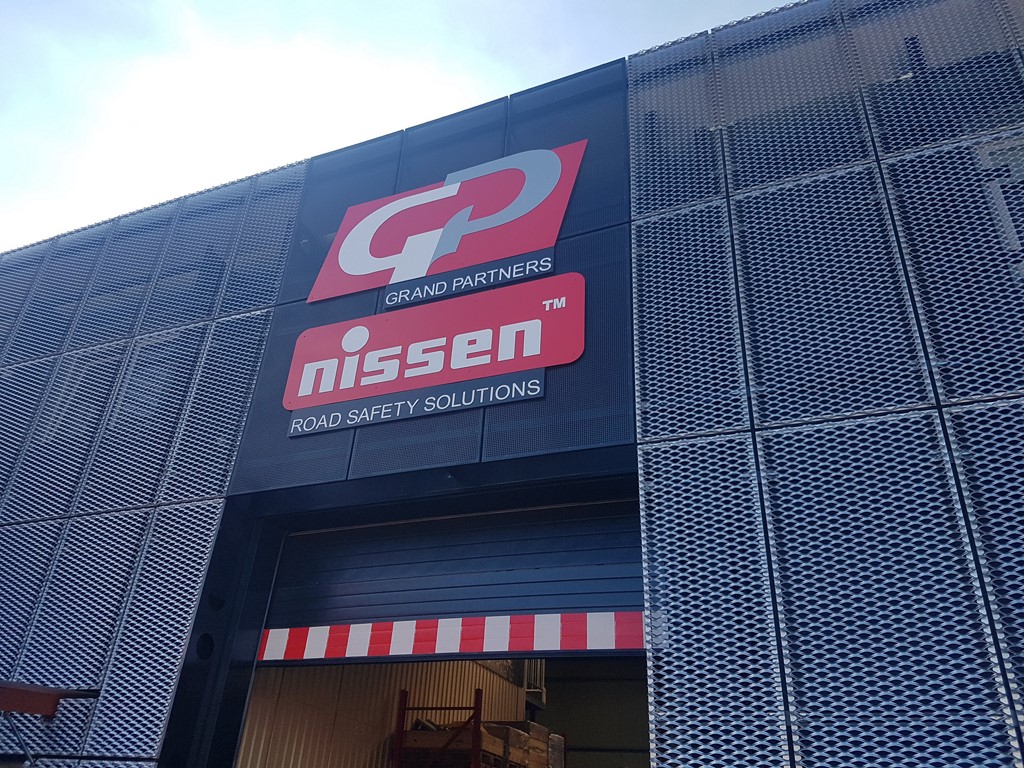 GP
GRAND PARTNERS
nissen™
ROAD SAFETY SOLUTIONS